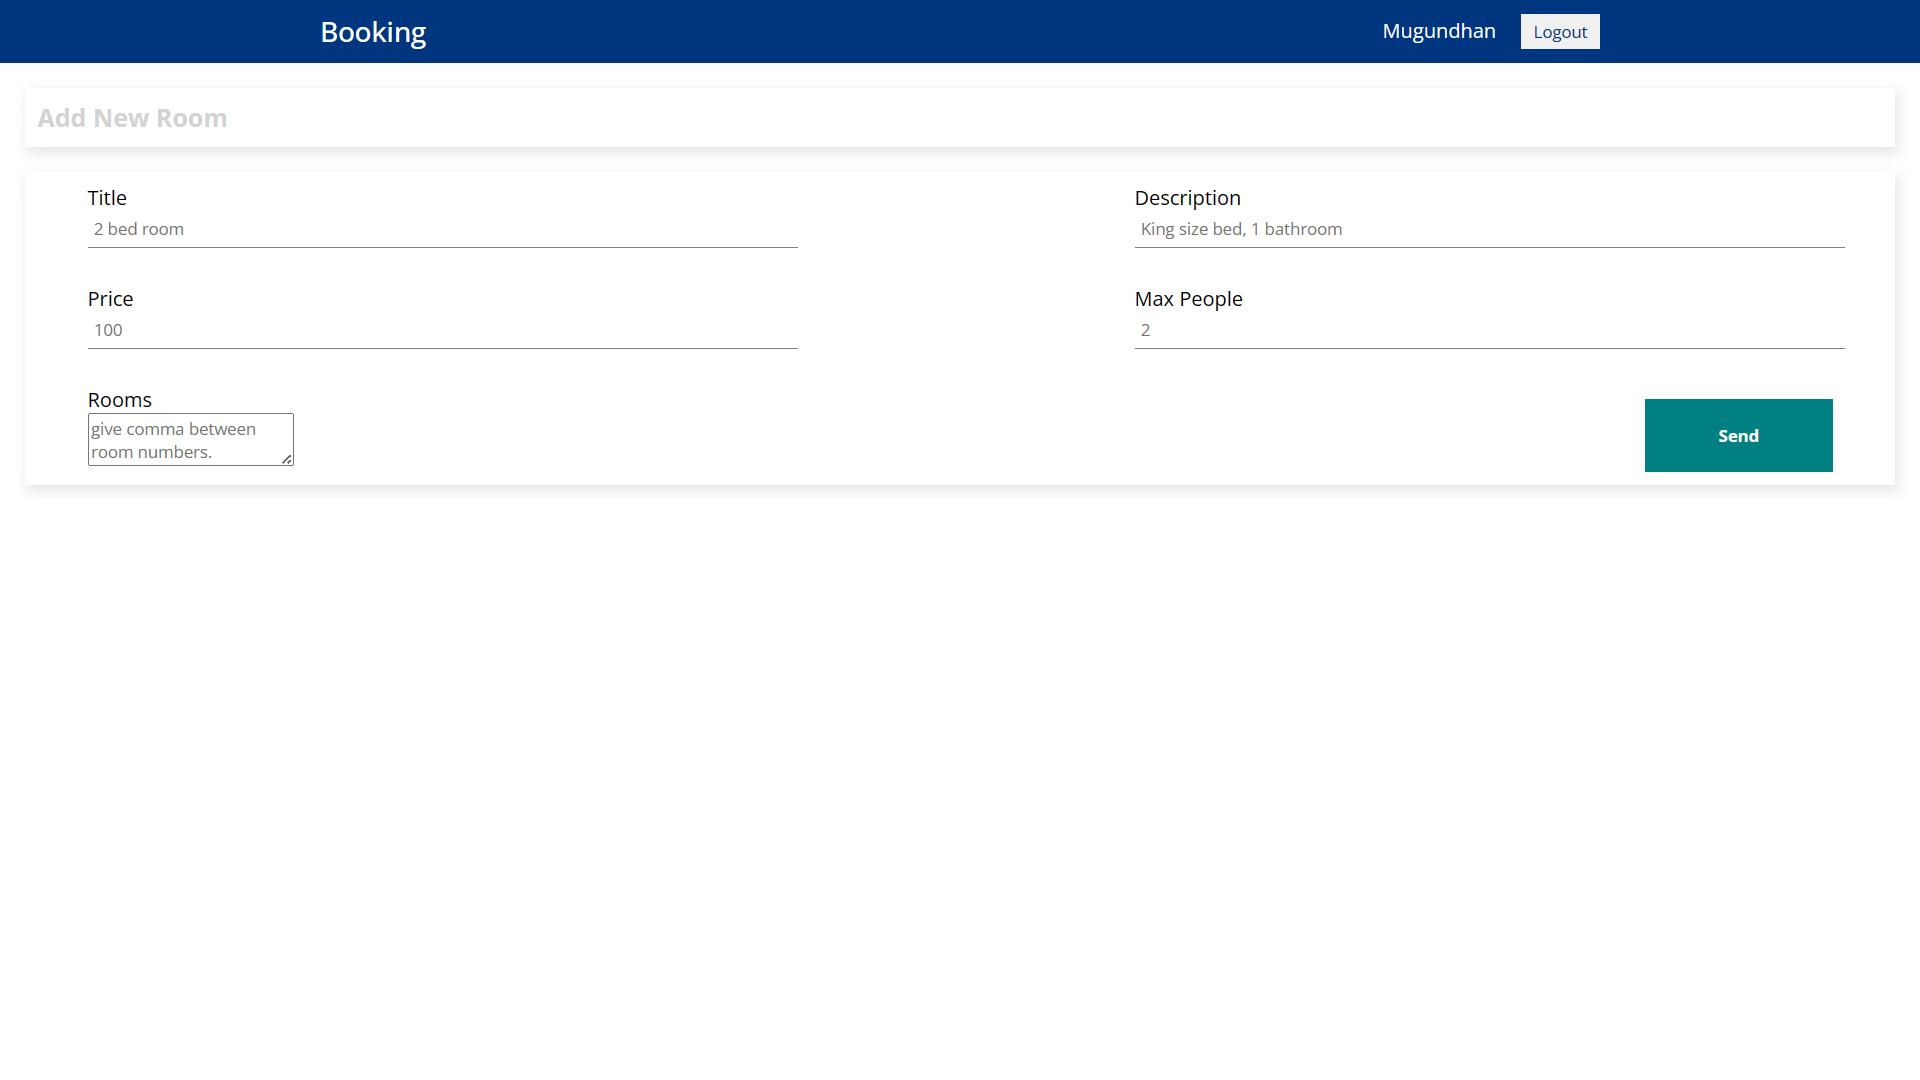 Booking
Mugundhan
Logout
Add New Room
Title
2 bed room
Description
King size bed, 1 bathroom
Price
100
Max People
2
Rooms
give comma between
room numbers.
Send